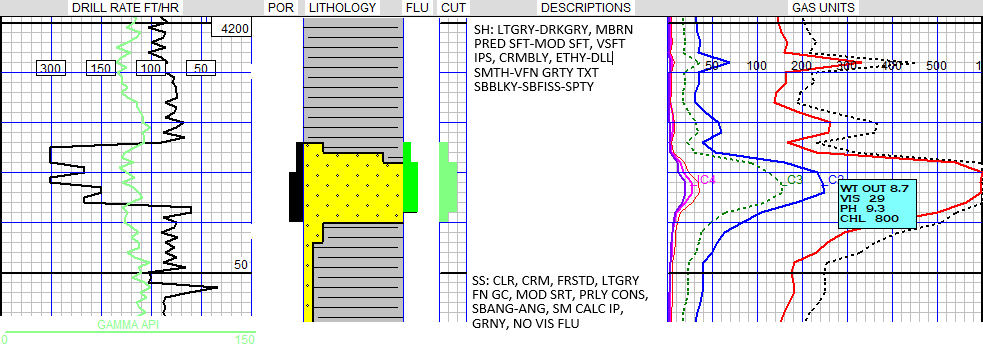 DRILL RATE FT/HR
POR
LITHOLOGY
FLU
CUT
DESCRIPTIONS
GAS UNITS
4200
300
150
100
50
SH: LTGRY-DRKGRY, MBRN
PRED SFT-MOD SFT, VSFT
IPS, CRMBLY, ETHY-DLL
SMTH-VFN GRTY TXT
SBBLKY-SBFISS-SPTY
50
100
200
300
400
500
1
IC4
C3
C2
WT OUT 8.7
VIS 29
PH 9.3
CHL 800
50
SS: CLR, CRM, FRSTD, LTGRY
FN GC, MOD SRT, PRLY CONS,
SBANG-ANG, SM CALC IP,
GRNY, NO VIS FLU
GAMMA API
0
150